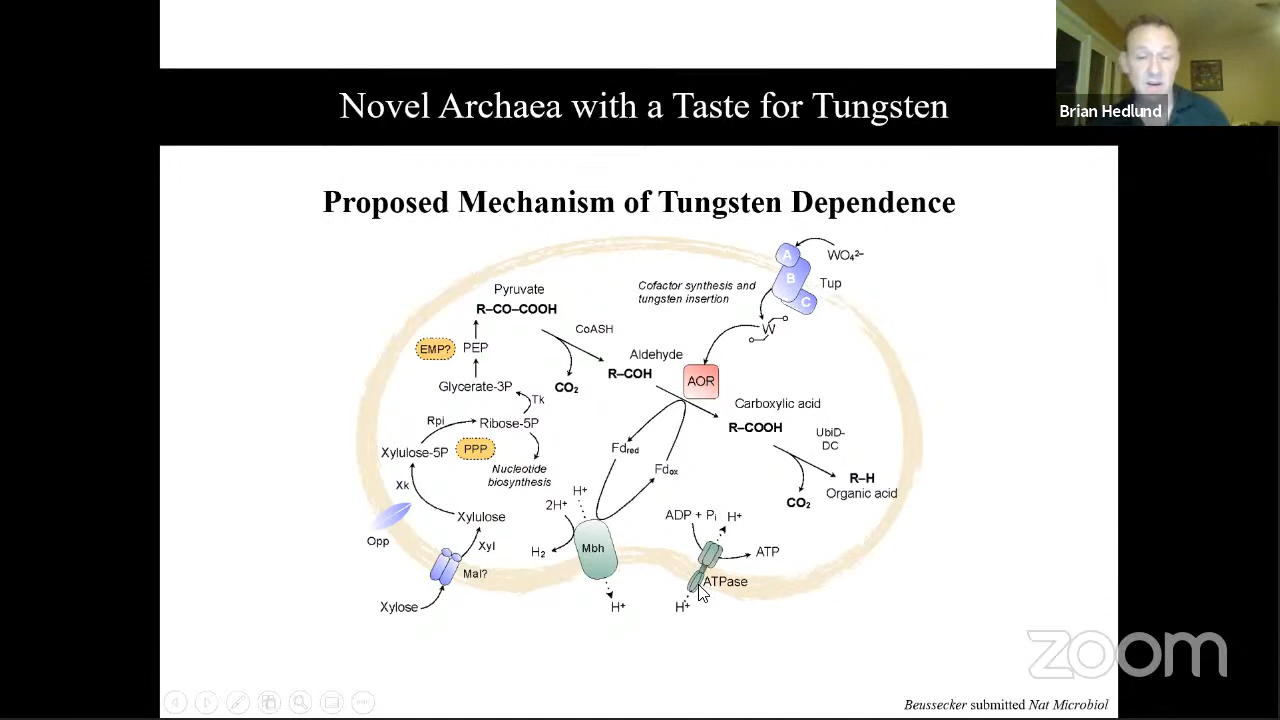 Brian Hedlund
Novel Archaea with a Taste for Tungsten
Proposed Mechanism of Tungsten Dependence
A
B
C
WO₄²⁻
Tup
Cofactor synthesis and
tungsten insertion
W
Pyruvate
R–CO–COOH
CoASH
EMP?
PEP
CO₂
Aldehyde
R–COH
AOR
Glycerate-3P
Tk
Carboxylic acid
R–COOH
Rpi
Ribose-5P
Xylulose-5P
PPP
Nucleotide
biosynthesis
Fd_red
Fd_ox
UbiD-
DC
R–H
Organic acid
CO₂
Xk
Xylulose
Opp
Xyl
Mal?
Xylose
H⁺
2H⁺
H₂
Mbh
H⁺
ADP + Pᵢ
H⁺
ATP
ATPase
H⁺
zoom
Beussecker submitted Nat Microbiol